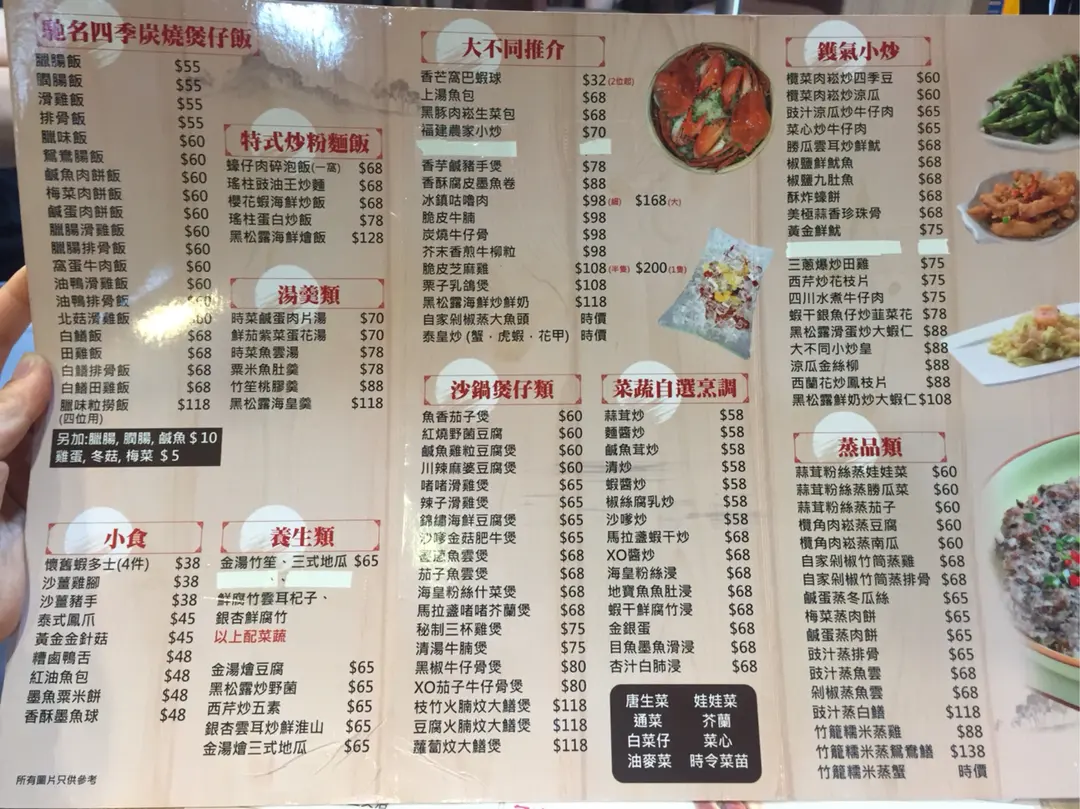 馳名四季炭燒煲仔飯
臘腸飯 $55
膶腸飯 $55
滑雞飯 $55
排骨飯 $55
臘味飯 $60
鴛鴦腸飯 $60
鹹魚肉餅飯 $60
梅菜肉餅飯 $60
鹹蛋肉餅飯 $60
臘腸滑雞飯 $60
臘腸排骨飯 $60
窩蛋牛肉飯 $60
油鴨滑雞飯 $60
油鴨排骨飯 $60
北菇滑雞飯 $60
白鱔飯 $68
田雞飯 $68
白鱔排骨飯 $68
白鱔田雞飯 $68
臘味粒撈飯 $118
(四位用)
另加:臘腸, 膶腸, 鹹魚 $10
雞蛋, 冬菇, 梅菜 $5
特式炒粉麵飯
蠔仔肉碎泡飯(一窩) $68
瑤柱豉油王炒麵 $68
櫻花蝦海鮮炒飯 $68
瑤柱蛋白炒飯 $78
黑松露海鮮燴飯 $128
湯羹類
時菜鹹蛋肉片湯 $70
鮮茄紫菜蛋花湯 $70
時菜魚雲湯 $78
粟米魚肚羹 $78
竹笙桃膠羹 $88
黑松露海皇羹 $118
小食
懷舊蝦多士(4件) $38
沙薑雞腳 $38
沙薑豬手 $38
泰式鳳爪 $45
黃金金針菇 $45
糟鹵鴨舌 $48
紅油魚包 $48
墨魚粟米餅 $48
香酥墨魚球 $48
養生類
金湯竹笙、三式地瓜 $65
鮮腐竹雲耳杞子、
銀杏鮮腐竹
以上配菜蔬
金湯燴豆腐 $65
黑松露炒野菌 $65
西芹炒五素 $65
銀杏雲耳炒鮮淮山 $65
金湯燴三式地瓜 $65
所有圖片只供參考
大不同推介
香芒窩巴蝦球 $32(2位起)
上湯魚包 $68
黑豚肉崧生菜包 $68
福建農家小炒 $70
香芋鹹豬手煲 $78
香酥腐皮墨魚卷 $88
冰鎮咕嚕肉 $98(細) $168(大)
脆皮牛腩 $98
炭燒牛仔骨 $98
芥末香煎牛柳粒 $98
脆皮芝麻雞 $108(半隻) $200(1隻)
栗子乳鴿煲 $108
黑松露海鮮炒鮮奶 $118
自家剁椒蒸大魚頭 時價
泰皇炒 (蟹．虎蝦．花甲) 時價
沙鍋煲仔類
魚香茄子煲 $60
紅燒野菌豆腐 $60
鹹魚雞粒豆腐煲 $60
川辣麻婆豆腐煲 $60
啫啫滑雞煲 $65
辣子滑雞煲 $65
錦繡海鮮豆腐煲 $65
沙嗲金菇肥牛煲 $65
薑蔥魚雲煲 $68
茄子魚雲煲 $68
海皇粉絲什菜煲 $68
馬拉盞啫啫芥蘭煲 $68
秘制三杯雞煲 $75
清湯牛腩煲 $75
黑椒牛仔骨煲 $80
XO茄子牛仔骨煲 $80
枝竹火腩炆大鱔煲 $118
豆腐火腩炆大鱔煲 $118
蘿蔔炆大鱔煲 $118
菜蔬自選烹調
蒜茸炒 $58
麵醬炒 $58
鹹魚茸炒 $58
清炒 $58
蝦醬炒 $58
椒絲腐乳炒 $58
沙嗲炒 $58
馬拉盞蝦干炒 $68
XO醬炒 $68
海皇粉絲浸 $68
地寶魚魚肚浸 $68
蝦干鮮腐竹浸 $68
金銀蛋 $68
目魚墨魚滑浸 $68
杏汁白肺浸 $68
唐生菜 娃娃菜
通菜 芥蘭
白菜仔 菜心
油麥菜 時令菜苗
鑊氣小炒
欖菜肉崧炒四季豆 $60
欖菜肉崧炒涼瓜 $60
豉汁涼瓜炒牛仔肉 $65
菜心炒牛仔肉 $65
勝瓜雲耳炒鮮魷 $68
椒鹽鮮魷魚 $68
椒鹽九肚魚 $68
酥炸蠔餅 $68
美極蒜香珍珠骨 $68
黃金鮮魷 $75
三蔥爆炒田雞 $75
西芹炒花枝片 $75
四川水煮牛仔肉 $75
蝦干銀魚仔炒韮菜花 $78
黑松露滑蛋炒大蝦仁 $88
大不同小炒皇 $88
涼瓜金絲柳 $88
西蘭花炒鳳枝片 $88
黑松露鮮奶炒大蝦仁 $108
蒸品類
蒜茸粉絲蒸娃娃菜 $60
蒜茸粉絲蒸勝瓜菜 $60
蒜茸粉絲蒸茄子 $60
欖角肉崧蒸豆腐 $60
欖角肉崧蒸南瓜 $60
自家剁椒竹筒蒸雞 $68
自家剁椒竹筒蒸排骨 $68
鹹蛋蒸冬瓜絲 $65
梅菜蒸肉餅 $65
鹹蛋蒸肉餅 $65
豉汁蒸排骨 $65
豉汁蒸魚雲 $68
剁椒蒸魚雲 $68
豉汁蒸白鱔 $118
竹籠糯米蒸雞 $88
竹籠糯米蒸鴛鴦鱔 $138
竹籠糯米蒸蟹 時價